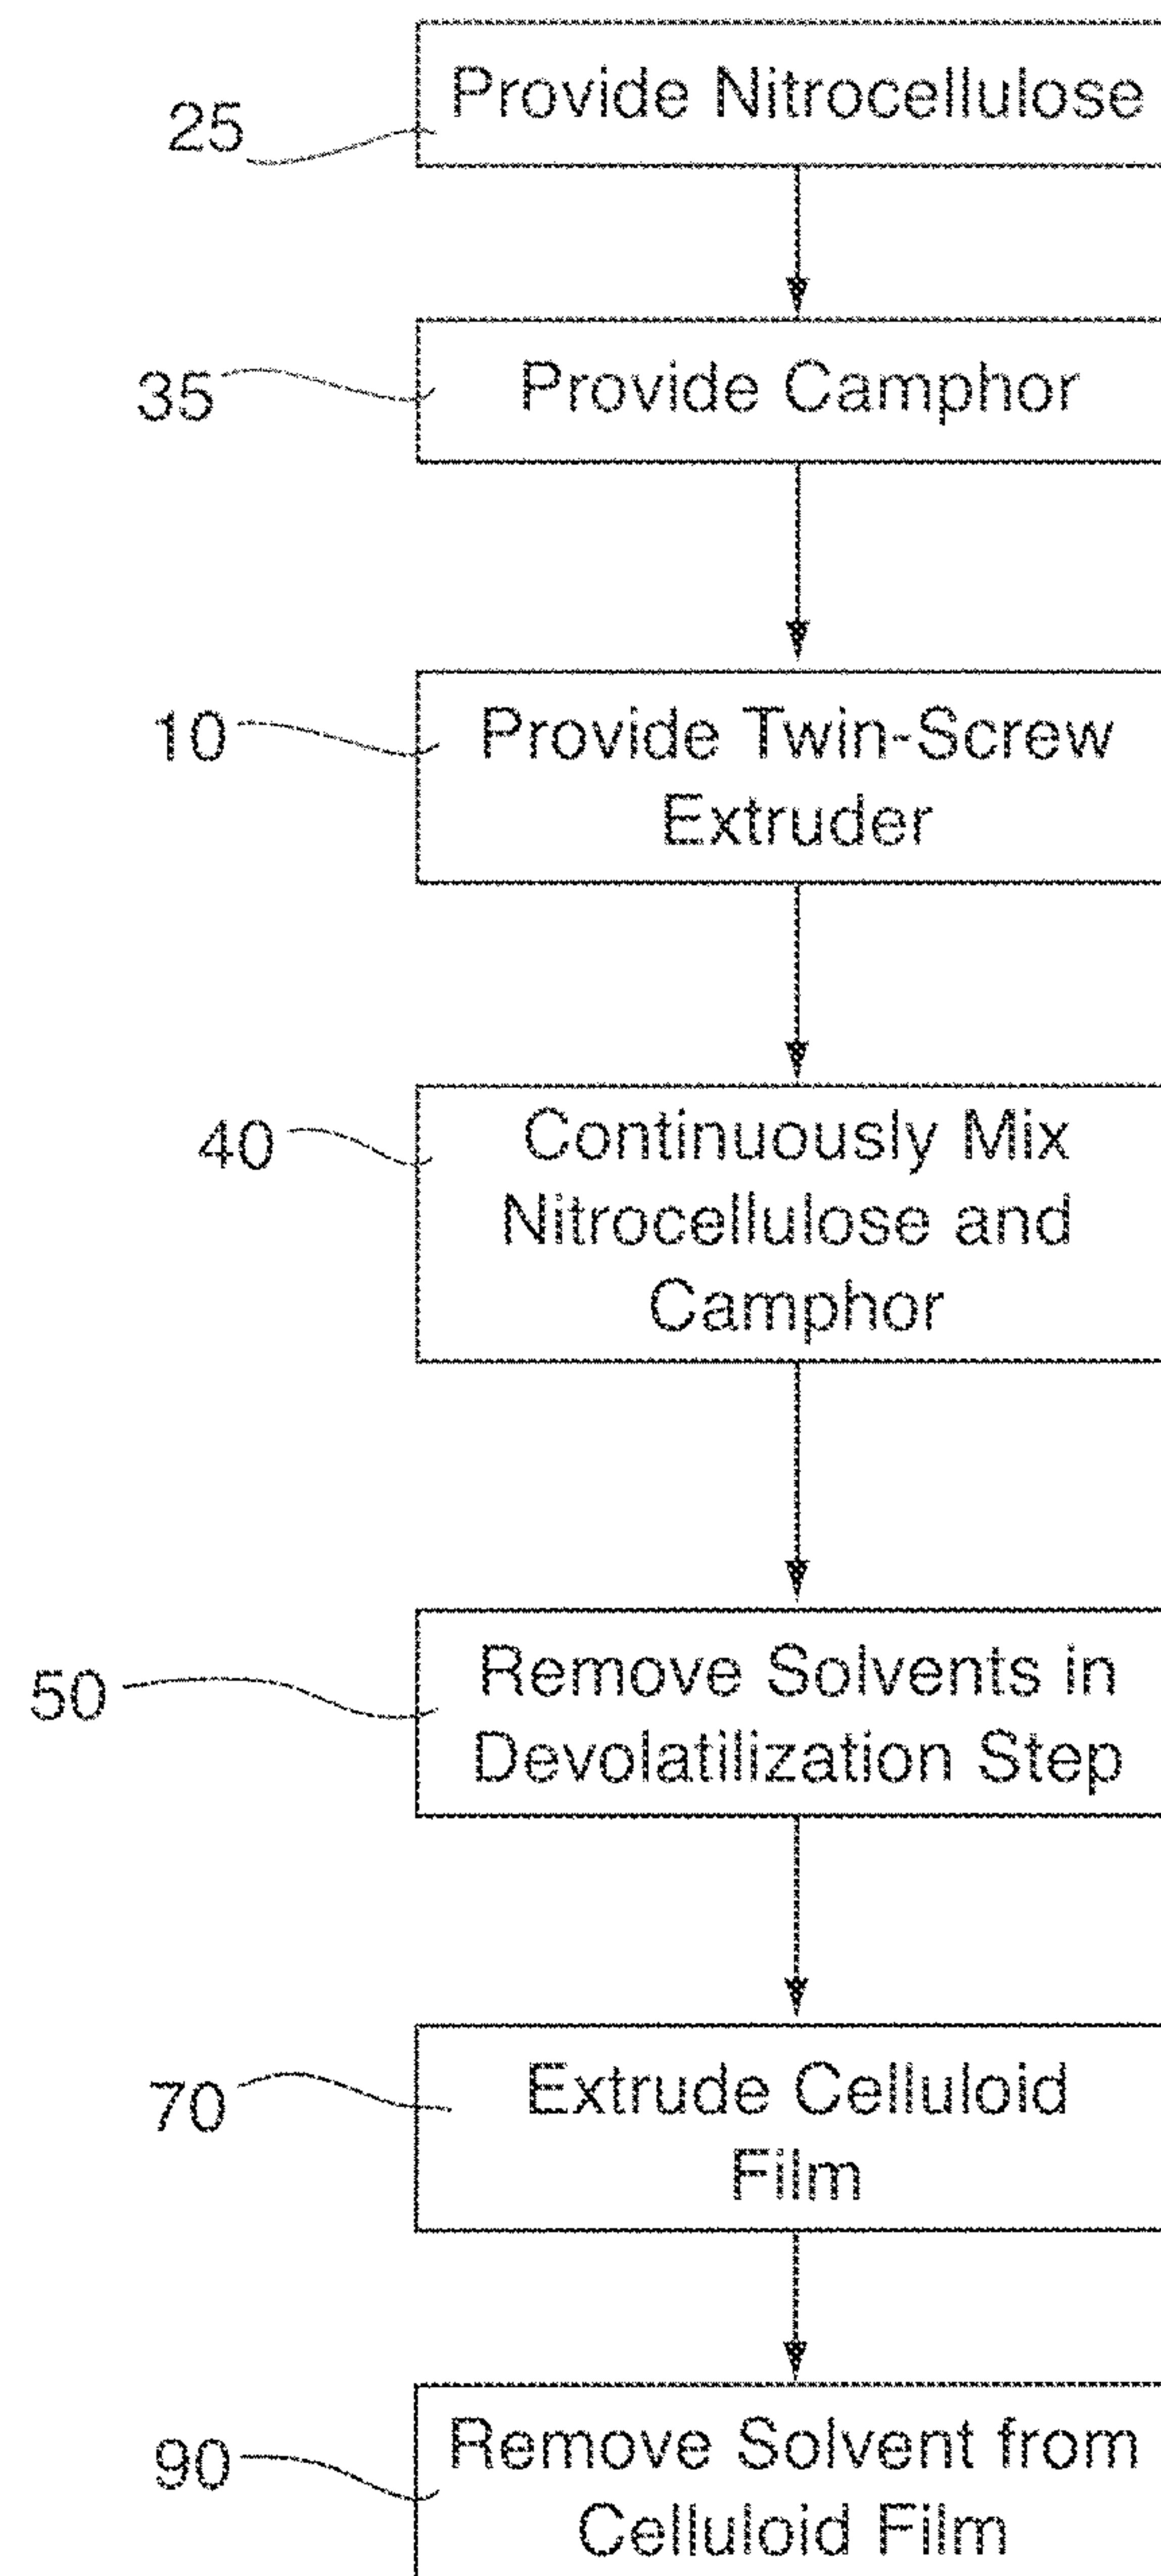 Provide Nitrocellulose
25
Provide Camphor
35
10
Provide Twin-Screw
Extruder
40
Continuously Mix
Nitrocellulose and
Camphor
50
Remove Solvents in
Devolatilization Step
70
Extrude Celluloid
Film
90
Remove Solvent from
Celluloid Film